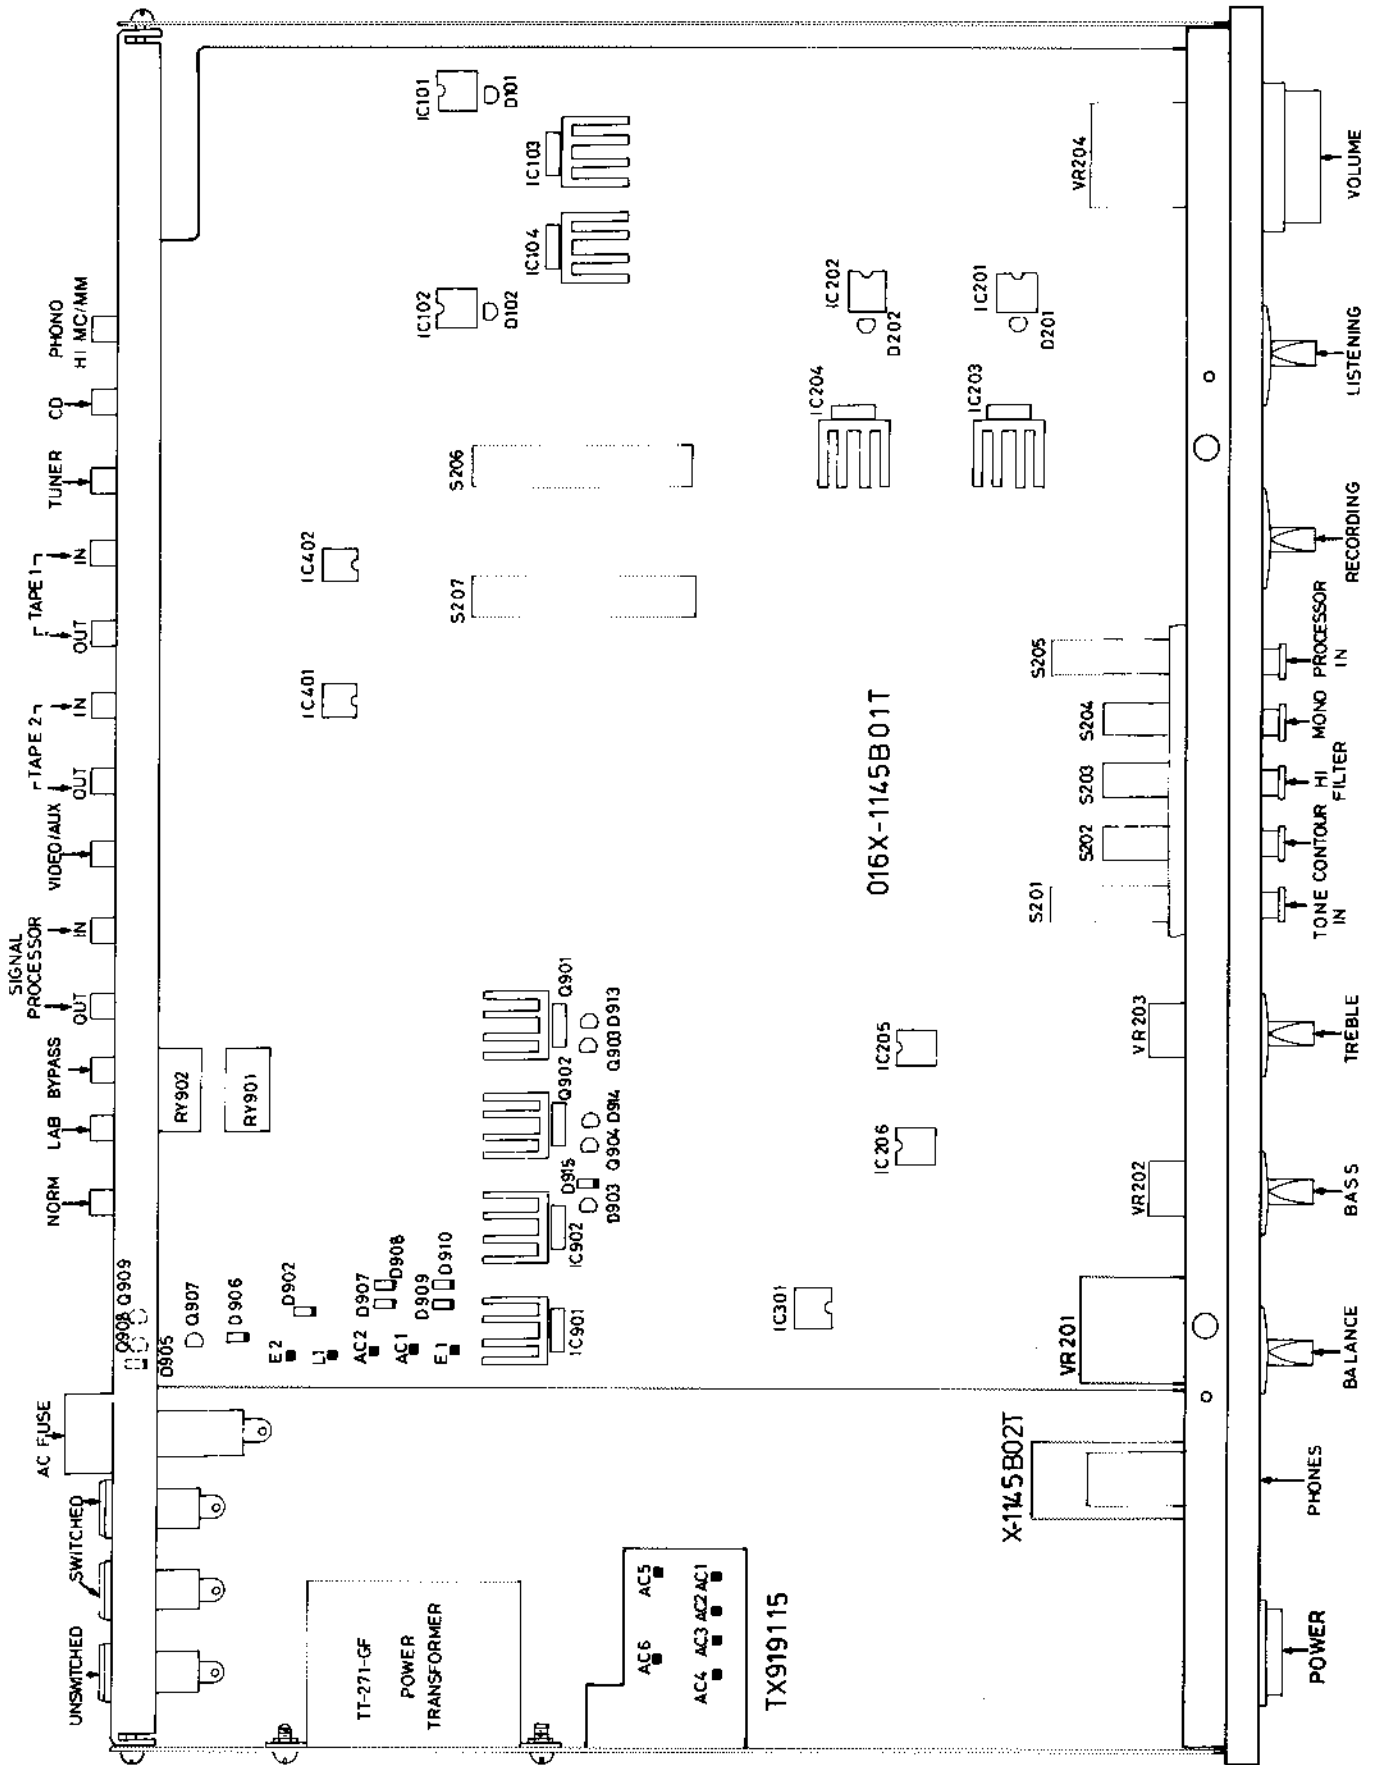 UNSWITCHED
SWITCHED
AC FUSE
NORM
LAB
BYPASS
SIGNAL
PROCESSOR
OUT
IN
VIDEO/AUX
TAPE 2
OUT
IN
TAPE 1
OUT
IN
TUNER
CD
PHONO
HI MC/MM
Q908
Q909
D905
Q907
D906
D902
E2
L1
AC2
AC1
E1
D907
D908
D909
D910
RY902
RY901
IC401
IC402
IC101
D101
IC102
D102
IC103
IC104
S206
S207
TT-271-GF
POWER
TRANSFORMER
IC901
IC902
D903
D915
Q904
D914
Q902
Q903
D913
Q901
AC6
AC5
AC4
AC3
AC2
AC1
TX919115
IC301
IC206
IC205
016X-1145B01T
IC204
IC202
D202
IC203
IC201
D201
X-1145B02T
VR201
VR202
VR203
S201
S202
S203
S204
S205
VR204
POWER
PHONES
BALANCE
BASS
TREBLE
TONE
IN
CONTOUR
HI
FILTER
MONO
PROCESSOR
IN
RECORDING
LISTENING
VOLUME